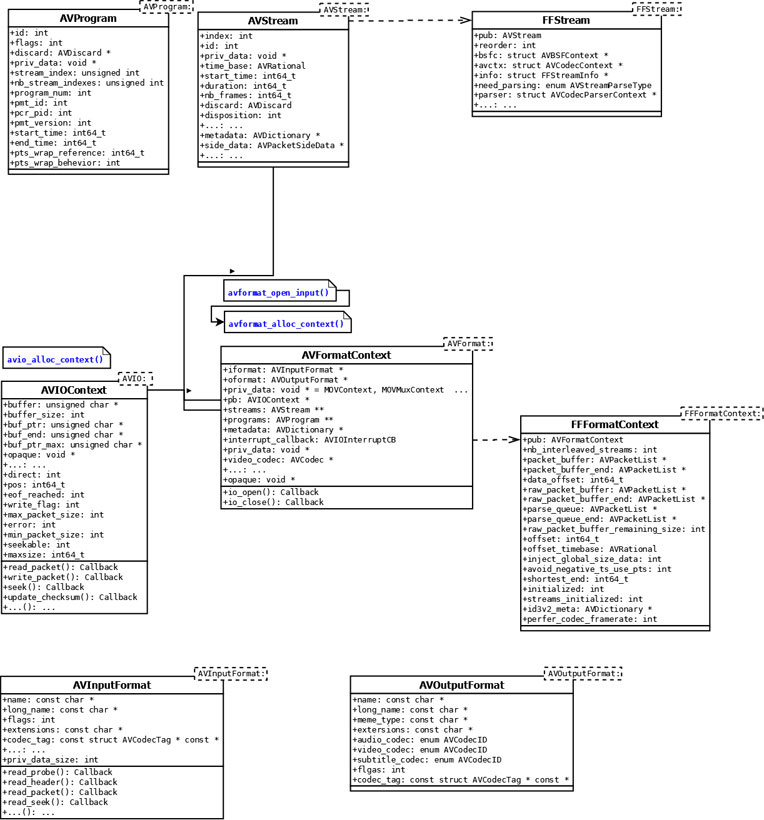 AVProgram:
AVProgram
+id: int
+flags: int
+discard: AVDiscard *
+priv_data: void *
+stream_index: unsigned int
+nb_stream_indexes: unsigned int
+program_num: int
+pmt_id: int
+pcr_pid: int
+pmt_version: int
+start_time: int64_t
+end_time: int64_t
+pts_wrap_reference: int64_t
+pts_wrap_behevior: int
AVStream:
AVStream
+index: int
+id: int
+priv_data: void *
+time_base: AVRational
+start_time: int64_t
+duration: int64_t
+nb_frames: int64_t
+discard: AVDiscard
+disposition: int
+...: ...
+metadata: AVDictionary *
+side_data: AVPacketSideData *
+...: ...
FFStream:
FFStream
+pub: AVStream
+reorder: int
+bsfc: struct AVBSFContext *
+avctx: struct AVCodecContext *
+info: struct FFStreamInfo *
+need_parsing: enum AVStreamParseType
+parser: struct AVCodecParserContext *
+...: ...
avformat_open_input()
avformat_alloc_context()
avio_alloc_context()
AVIO:
AVIOContext
+buffer: unsigned char *
+buffer_size: int
+buf_ptr: unsigned char *
+buf_end: unsigned char *
+buf_ptr_max: unsigned char *
+opaque: void *
+...: ...
+direct: int
+pos: int64_t
+eof_reached: int
+write_flag: int
+max_packet_size: int
+error: int
+min_packet_size: int
+seekable: int
+maxsize: int64_t
+read_packet(): Callback
+write_packet(): Callback
+seek(): Callback
+update_checksum(): Callback
+...(): ...
AVFormat:
AVFormatContext
+iformat: AVInputFormat *
+oformat: AVOutputFormat *
+priv_data: void * = MOVContext, MOVMuxContext ...
+pb: AVIOContext *
+streams: AVStream **
+programs: AVProgram **
+metadata: AVDictionary *
+interrupt_callback: AVIOInterruptCB
+priv_data: void *
+video_codec: AVCodec *
+...: ...
+opaque: void *
+io_open(): Callback
+io_close(): Callback
FFFormatContext:
FFFormatContext
+pub: AVFormatContext
+nb_interleaved_streams: int
+packet_buffer: AVPacketList *
+packet_buffer_end: AVPacketList *
+data_offset: int64_t
+raw_packet_buffer: AVPacketList *
+raw_packet_buffer_end: AVPacketList *
+parse_queue: AVPacketList *
+parse_queue_end: AVPacketList *
+raw_packet_buffer_remaining_size: int
+offset: int64_t
+offset_timebase: AVRational
+inject_global_size_data: int
+avoid_negative_ts_use_pts: int
+shortest_end: int64_t
+initialized: int
+streams_initialized: int
+id3v2_meta: AVDictionary *
+perfer_codec_framerate: int
AVInputFormat:
AVInputFormat
+name: const char *
+long_name: const char *
+flags: int
+extensions: const char *
+codec_tag: const struct AVCodecTag * const *
+...: ...
+priv_data_size: int
+read_probe(): Callback
+read_header(): Callback
+read_packet(): Callback
+read_seek(): Callback
+...(): ...
AVOutputFormat:
AVOutputFormat
+name: const char *
+long_name: const char *
+meme_type: const char *
+extensions: const char *
+audio_codec: enum AVCodecID
+video_codec: enum AVCodecID
+subtitle_codec: enum AVCodecID
+flgas: int
+codec_tag: const struct AVCodecTag * const *